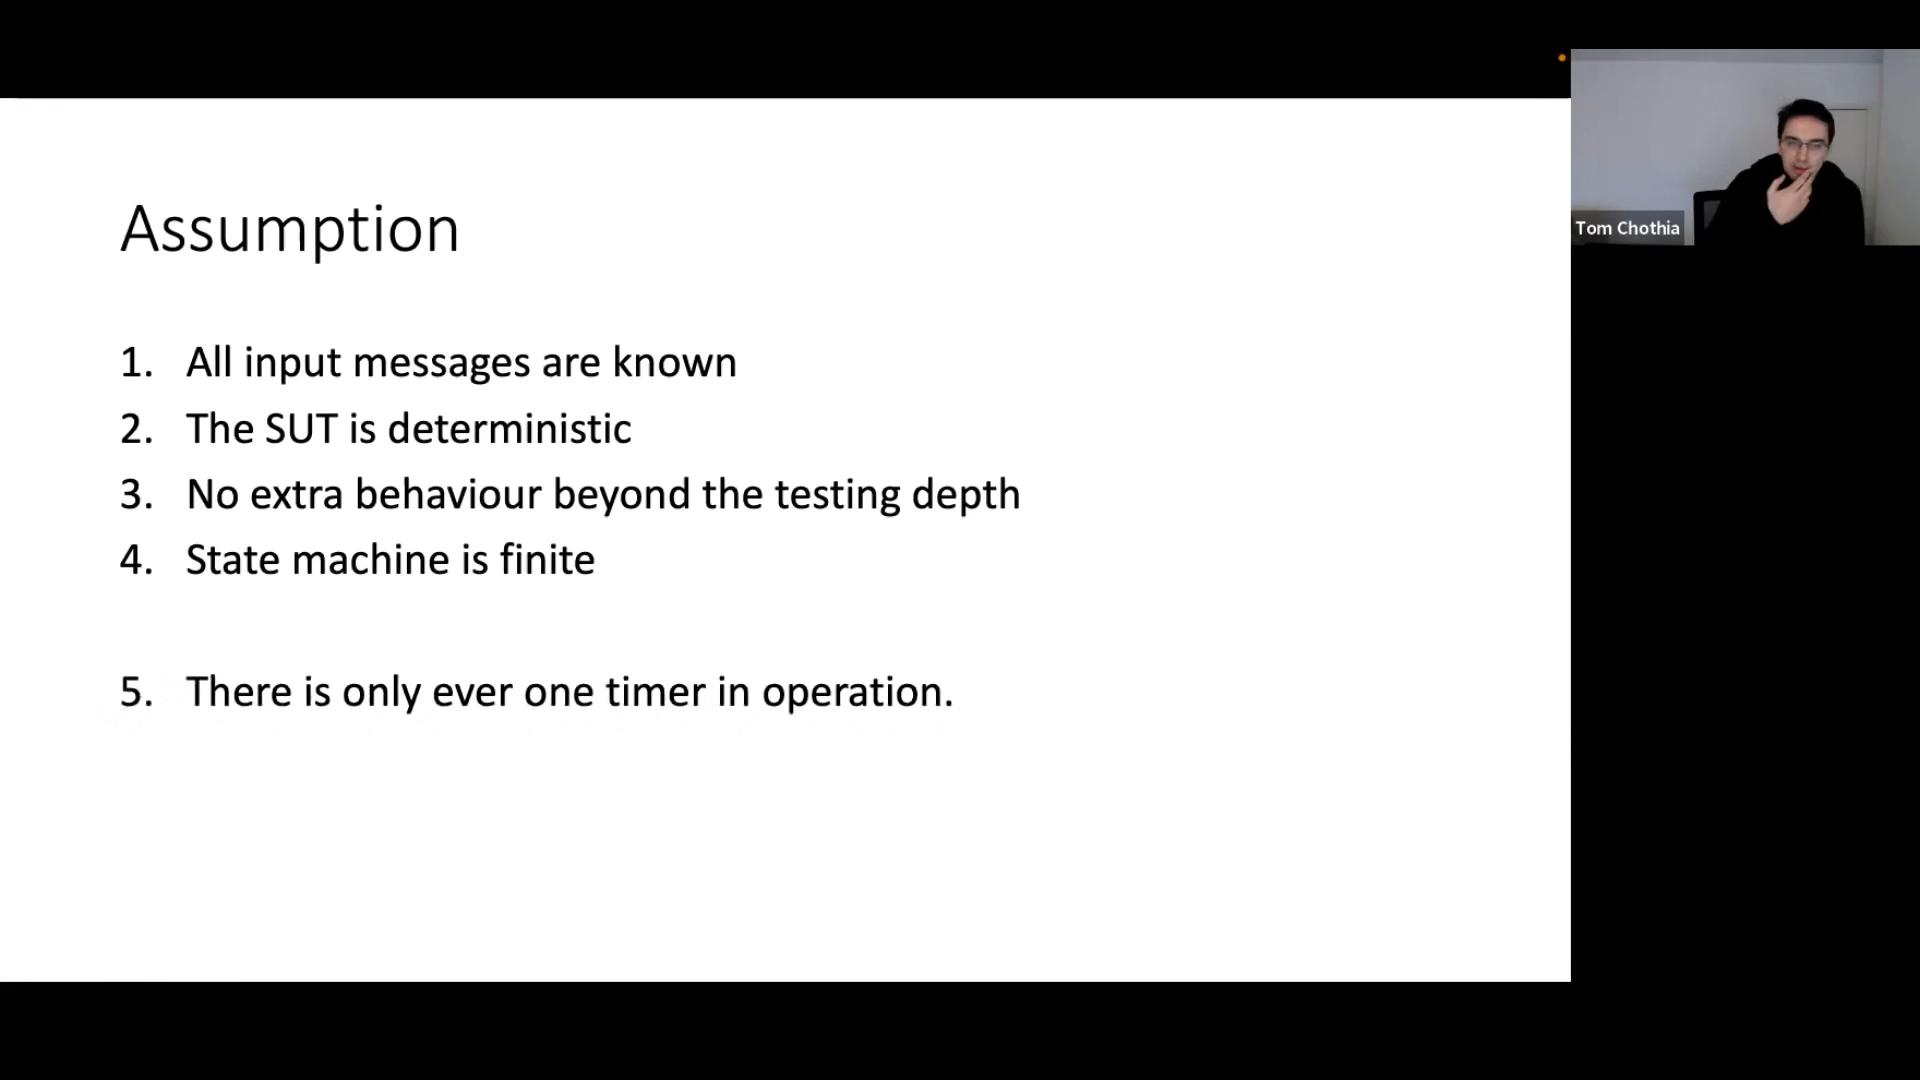 Assumption
1. All input messages are known
2. The SUT is deterministic
3. No extra behaviour beyond the testing depth
4. State machine is finite
5. There is only ever one timer in operation.
Tom Chothia